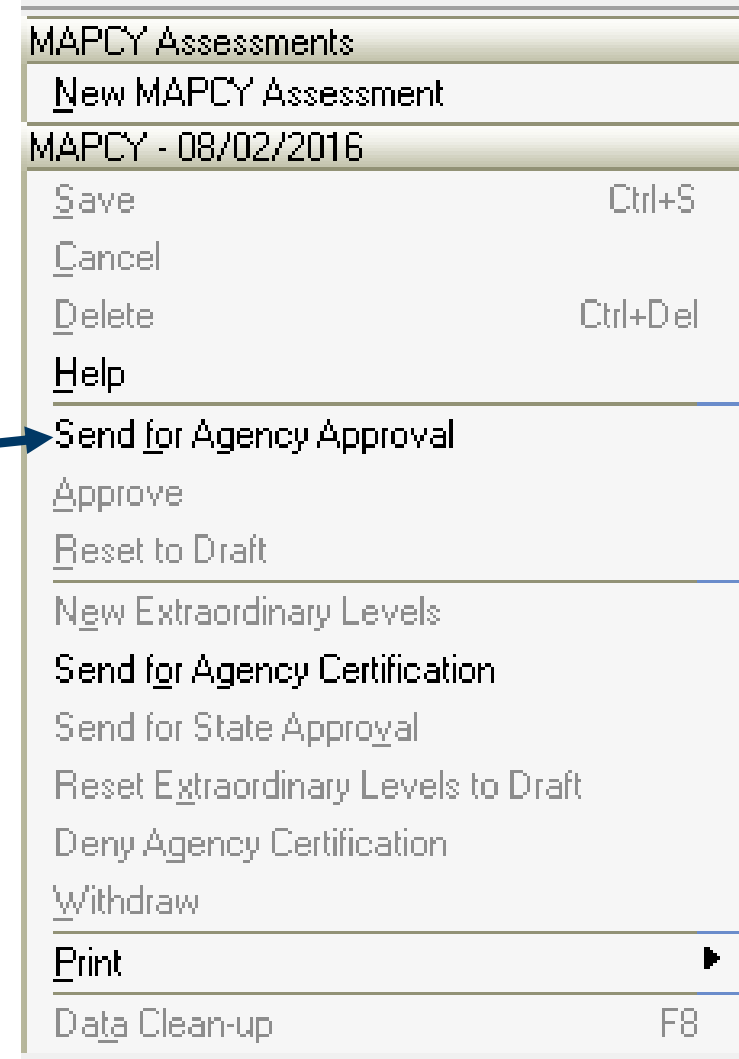 MAPCY Assessments
New MAPCY Assessment
MAPCY - 08/02/2016
Save Ctrl+S
Cancel
Delete Ctrl+Del
Help
Send for Agency Approval
Approve
Reset to Draft
New Extraordinary Levels
Send for Agency Certification
Send for State Approval
Reset Extraordinary Levels to Draft
Deny Agency Certification
Withdraw
Print
Data Clean-up F8